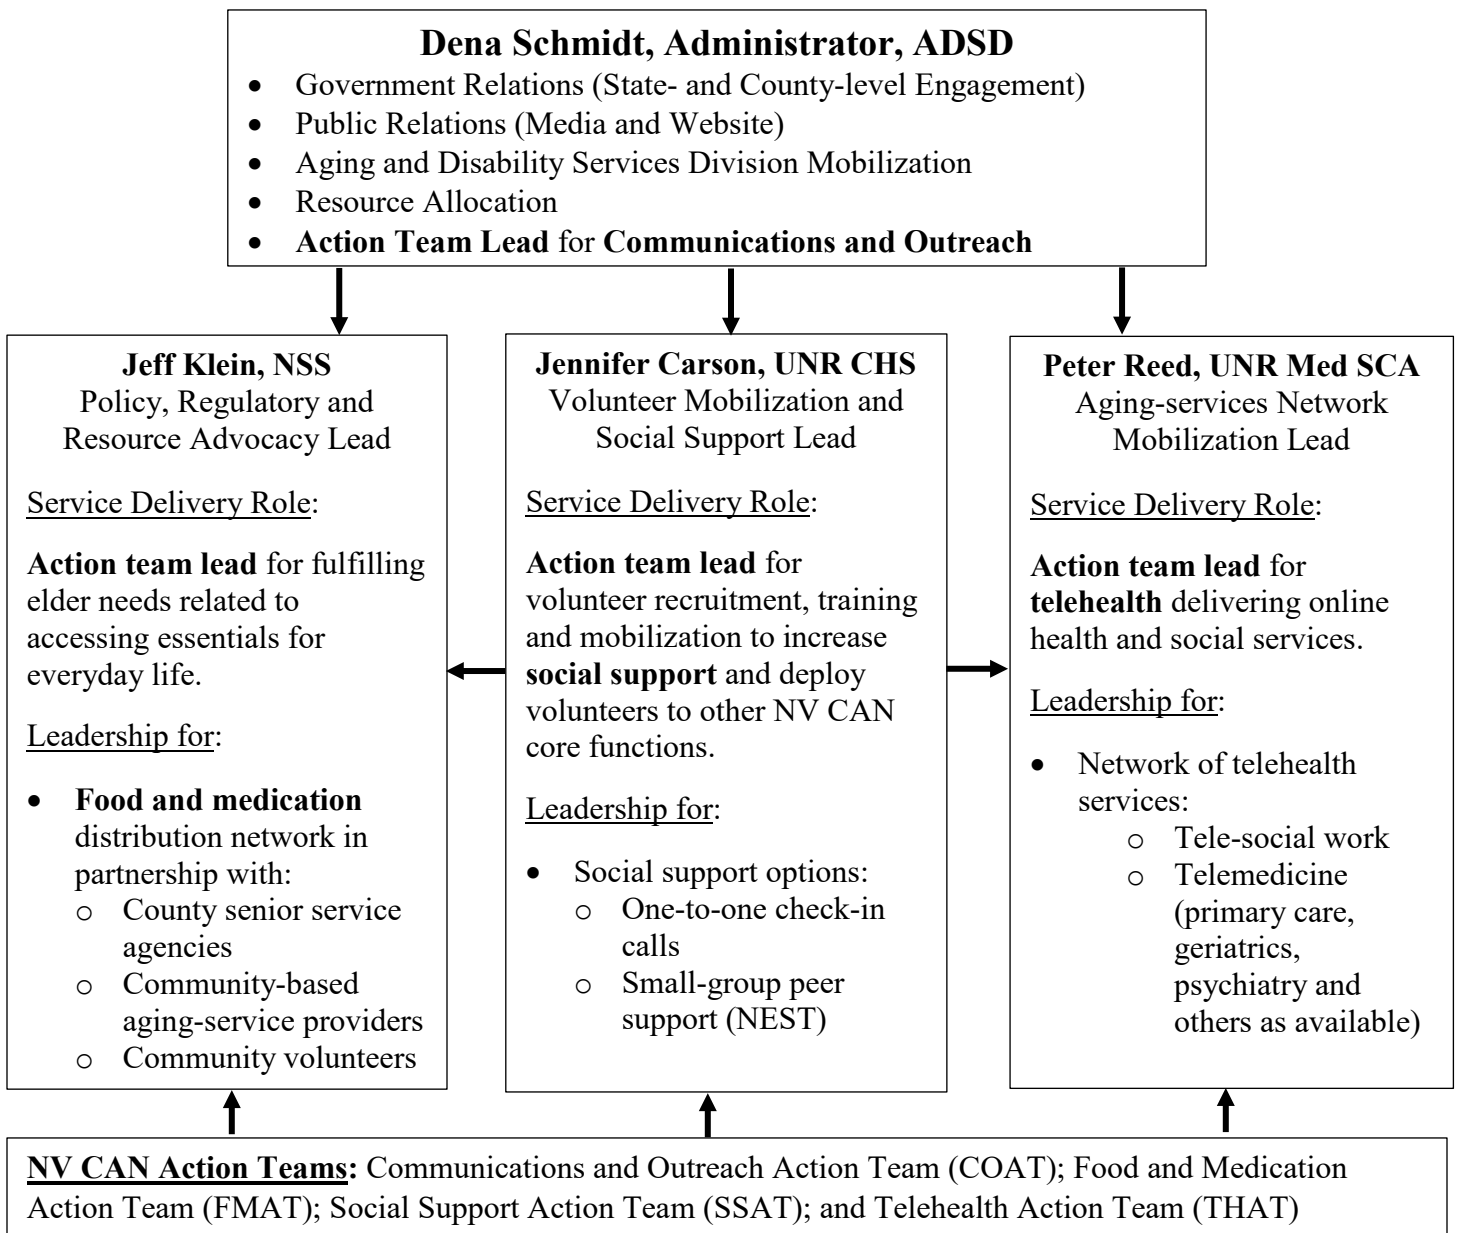 Dena Schmidt, Administrator, ADSD
• Government Relations (State- and County-level Engagement)
• Public Relations (Media and Website)
• Aging and Disability Services Division Mobilization
• Resource Allocation
• Action Team Lead for Communications and Outreach
Jeff Klein, NSS
Policy, Regulatory and
Resource Advocacy Lead
Service Delivery Role:
Action team lead for fulfilling
elder needs related to
accessing essentials for
everyday life.
Leadership for:
• Food and medication
distribution network in
partnership with:
o County senior service
agencies
o Community-based
aging-service providers
o Community volunteers
Jennifer Carson, UNR CHS
Volunteer Mobilization and
Social Support Lead
Service Delivery Role:
Action team lead for
volunteer recruitment, training
and mobilization to increase
social support and deploy
volunteers to other NV CAN
core functions.
Leadership for:
• Social support options:
o One-to-one check-in
calls
o Small-group peer
support (NEST)
Peter Reed, UNR Med SCA
Aging-services Network
Mobilization Lead
Service Delivery Role:
Action team lead for
telehealth delivering online
health and social services.
Leadership for:
• Network of telehealth
services:
o Tele-social work
o Telemedicine
(primary care,
geriatrics,
psychiatry and
others as available)
NV CAN Action Teams: Communications and Outreach Action Team (COAT); Food and Medication
Action Team (FMAT); Social Support Action Team (SSAT); and Telehealth Action Team (THAT)